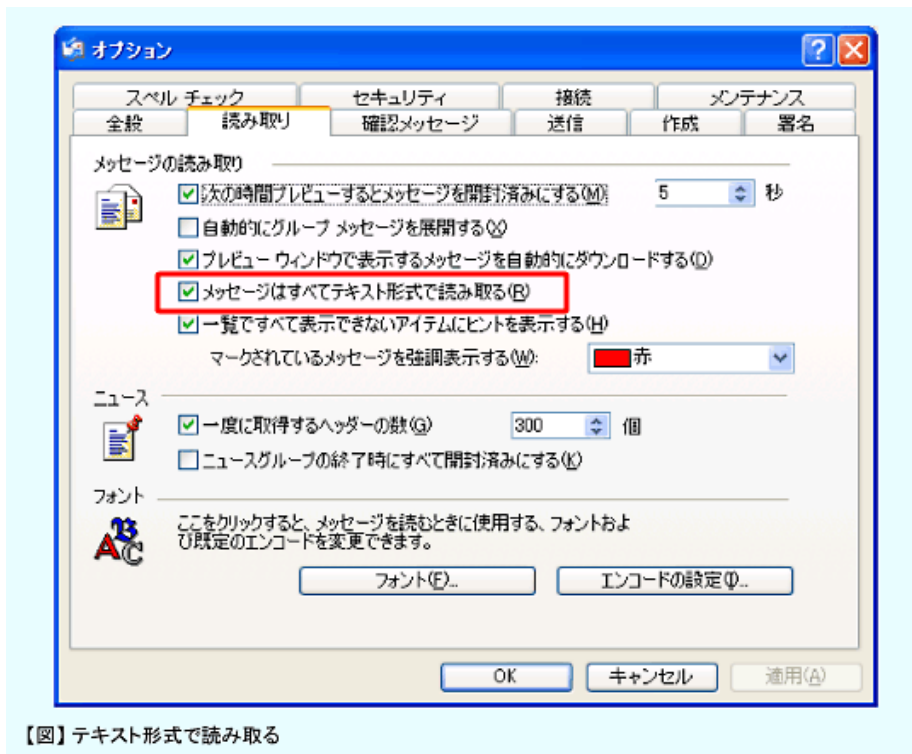 オプション
スペル チェック セキュリティ 接続 メンテナンス
全般 読み取り 確認メッセージ 送信 作成 署名
メッセージの読み取り
次の時間プレビューするとメッセージを開封済みにする(M): 5 秒
自動的にグループ メッセージを展開する(X)
プレビュー ウィンドウで表示するメッセージを自動的にダウンロードする(D)
メッセージはすべてテキスト形式で読み取る(R)
一覧ですべて表示できないアイテムにヒントを表示する(H)
マークされているメッセージを強調表示する(W): 赤
ニュース
一度に取得するヘッダーの数(G) 300 個
ニュースグループの終了時にすべて開封済みにする(K)
フォント
ここをクリックすると、メッセージを読むときに使用する、フォントおよ
び既定のエンコードを変更できます。
フォント(F)... エンコードの設定(I)...
OK キャンセル 適用(A)
【図】テキスト形式で読み取る